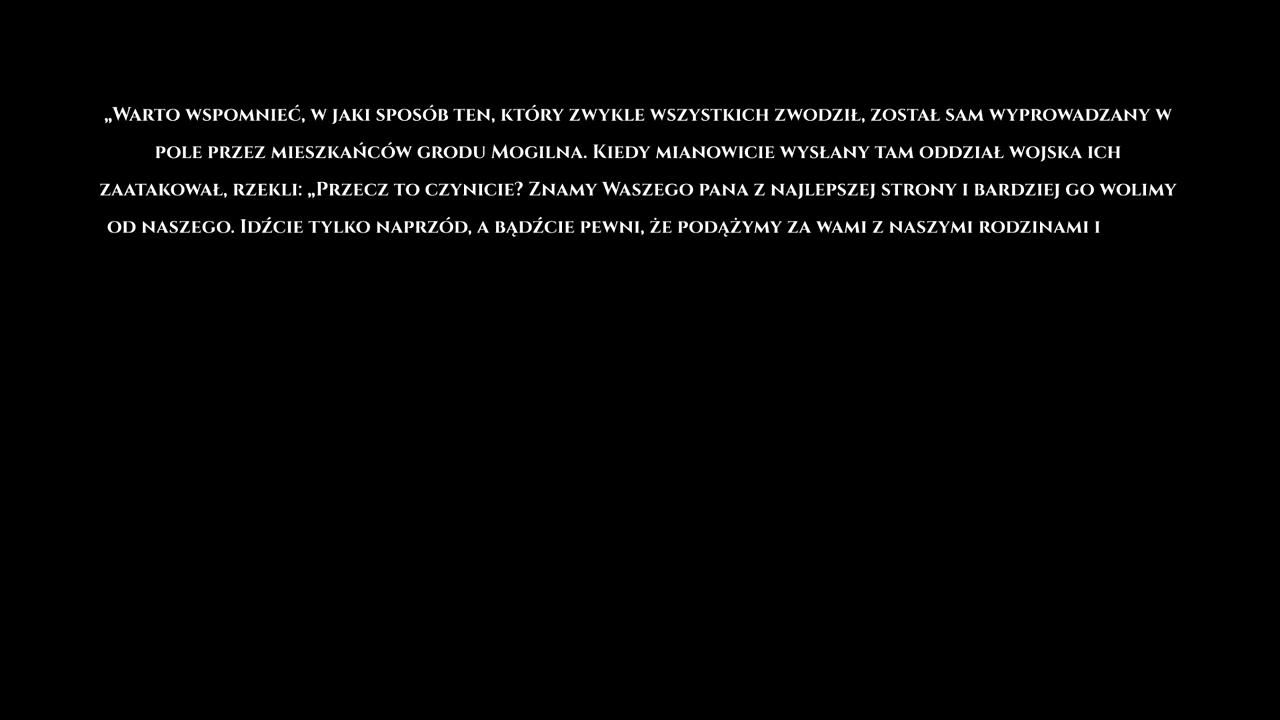 „Warto wspomnieć, w jaki sposób ten, który zwykle wszystkich zwodził, został sam wyprowadzany w
pole przez mieszkańców grodu Mogilna. Kiedy mianowicie wysłany tam oddział wojska ich
zaatakował, rzekli: „Przecz to czynicie? Znamy Waszego pana z najlepszej strony i bardziej go wolimy
od naszego. Idźcie tylko naprzód, a bądźcie pewni, że podążymy za wami z naszymi rodzinami i